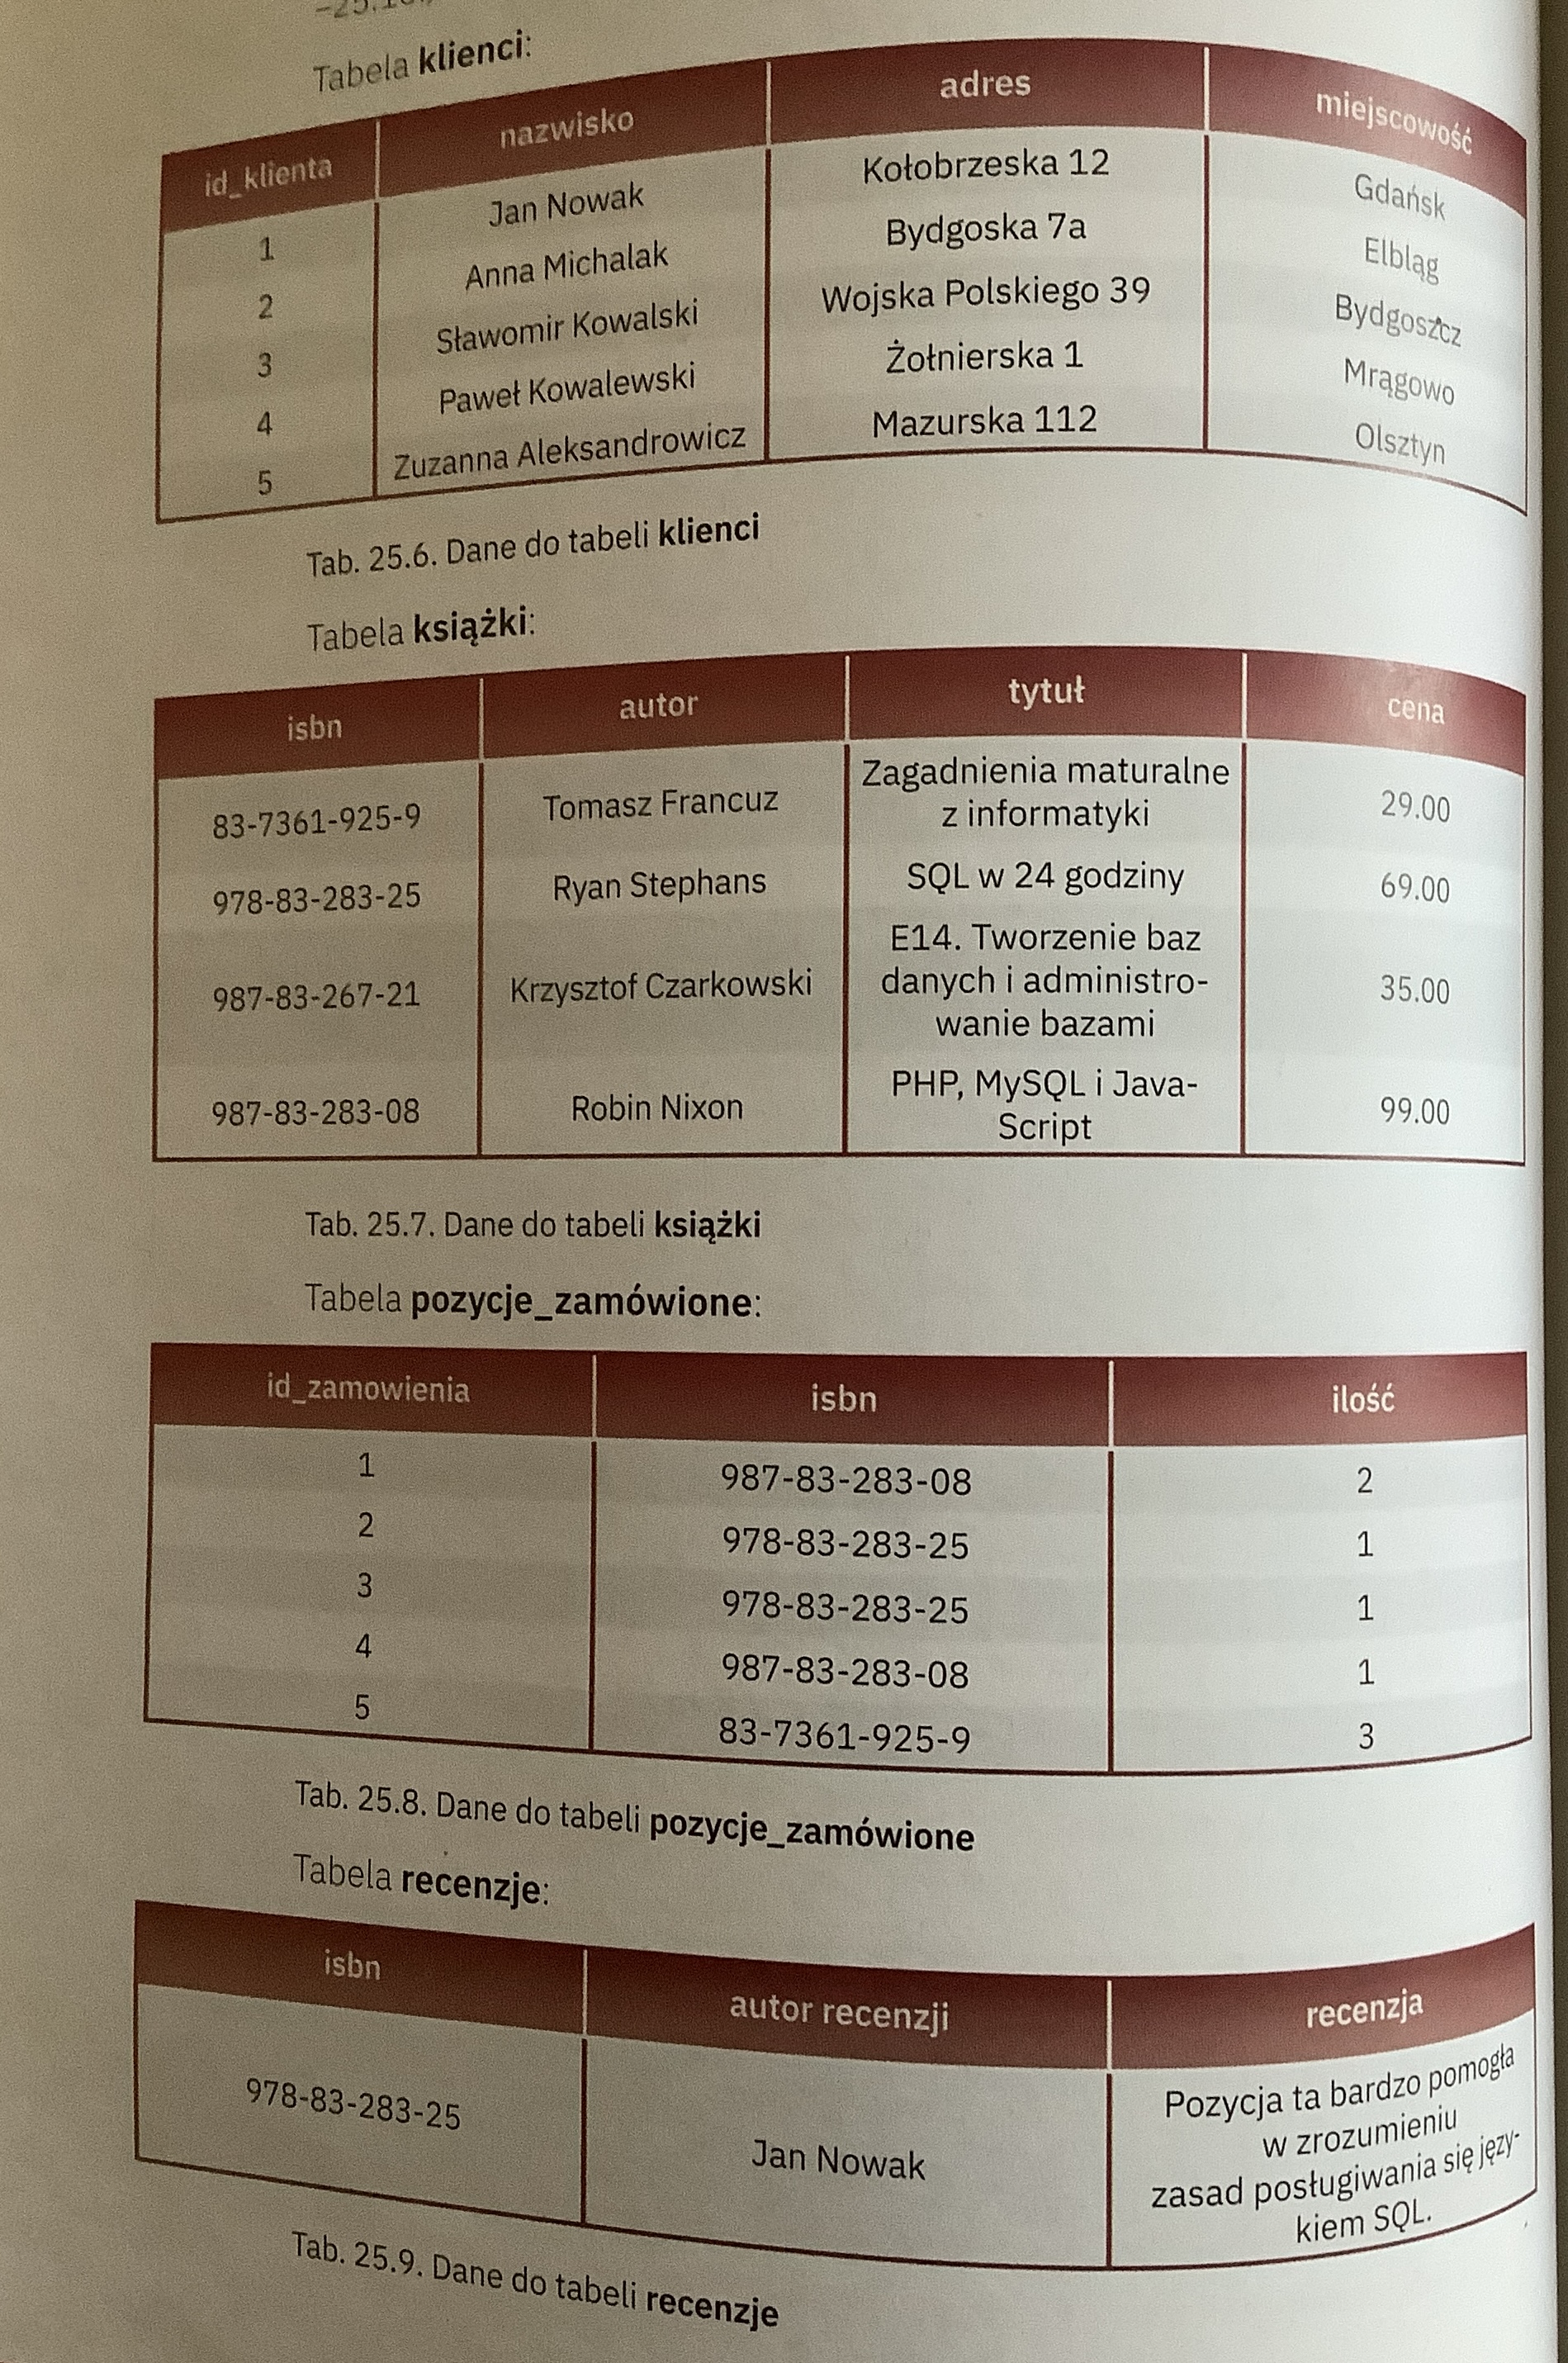 Tabela klienci:
id_klienta nazwisko adres miejscowość
1 Jan Nowak Kołobrzeska 12 Gdańsk
2 Anna Michalak Bydgoska 7a Elbląg
3 Sławomir Kowalski Wojska Polskiego 39 Bydgoszcz
4 Paweł Kowalewski Żołnierska 1 Mrągowo
5 Zuzanna Aleksandrowicz Mazurska 112 Olsztyn
Tab. 25.6. Dane do tabeli klienci
Tabela książki:
isbn autor tytuł cena
83-7361-925-9 Tomasz Francuz Zagadnienia maturalne
z informatyki 29.00
978-83-283-25 Ryan Stephans SQL w 24 godziny 69.00
987-83-267-21 Krzysztof Czarkowski E14. Tworzenie baz
danych i administro-
wanie bazami 35.00
987-83-283-08 Robin Nixon PHP, MySQL i Java-
Script 99.00
Tab. 25.7. Dane do tabeli książki
Tabela pozycje_zamówione:
id_zamowienia isbn ilość
1 987-83-283-08 2
2 978-83-283-25 1
3 978-83-283-25 1
4 987-83-283-08 1
5 83-7361-925-9 3
Tab. 25.8. Dane do tabeli pozycje_zamówione
Tabela recenzje:
isbn autor recenzji recenzja
978-83-283-25 Jan Nowak Pozycja ta bardzo pomogła
w zrozumieniu
zasad posługiwania się języ-
kiem SQL.
Tab. 25.9. Dane do tabeli recenzje